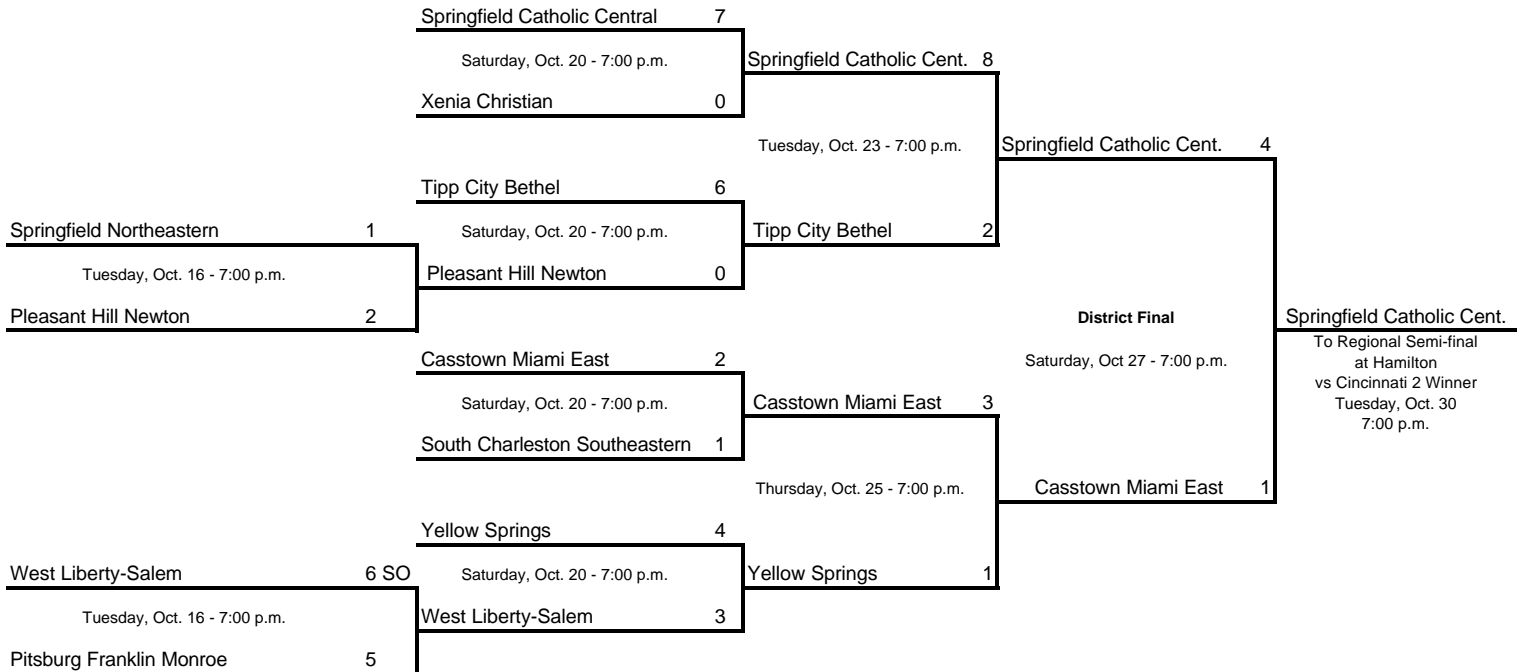 Springfield Catholic Central 7
Saturday, Oct. 20 - 7:00 p.m.
Springfield Catholic Cent. 8
Xenia Christian 0
Tuesday, Oct. 23 - 7:00 p.m.
Springfield Catholic Cent. 4
Tipp City Bethel 6
Springfield Northeastern 1
Saturday, Oct. 20 - 7:00 p.m.
Tipp City Bethel 2
Tuesday, Oct. 16 - 7:00 p.m.
Pleasant Hill Newton 0
Pleasant Hill Newton 2
District Final
Springfield Catholic Cent.
To Regional Semi-final
at Hamilton
vs Cincinnati 2 Winner
Tuesday, Oct. 30
7:00 p.m.
Casstown Miami East 2
Saturday, Oct 27 - 7:00 p.m.
Saturday, Oct. 20 - 7:00 p.m.
Casstown Miami East 3
South Charleston Southeastern 1
Thursday, Oct. 25 - 7:00 p.m.
Casstown Miami East 1
Yellow Springs 4
West Liberty-Salem 6 SO
Saturday, Oct. 20 - 7:00 p.m.
Yellow Springs 1
Tuesday, Oct. 16 - 7:00 p.m.
West Liberty-Salem 3
Pitsburg Franklin Monroe 5